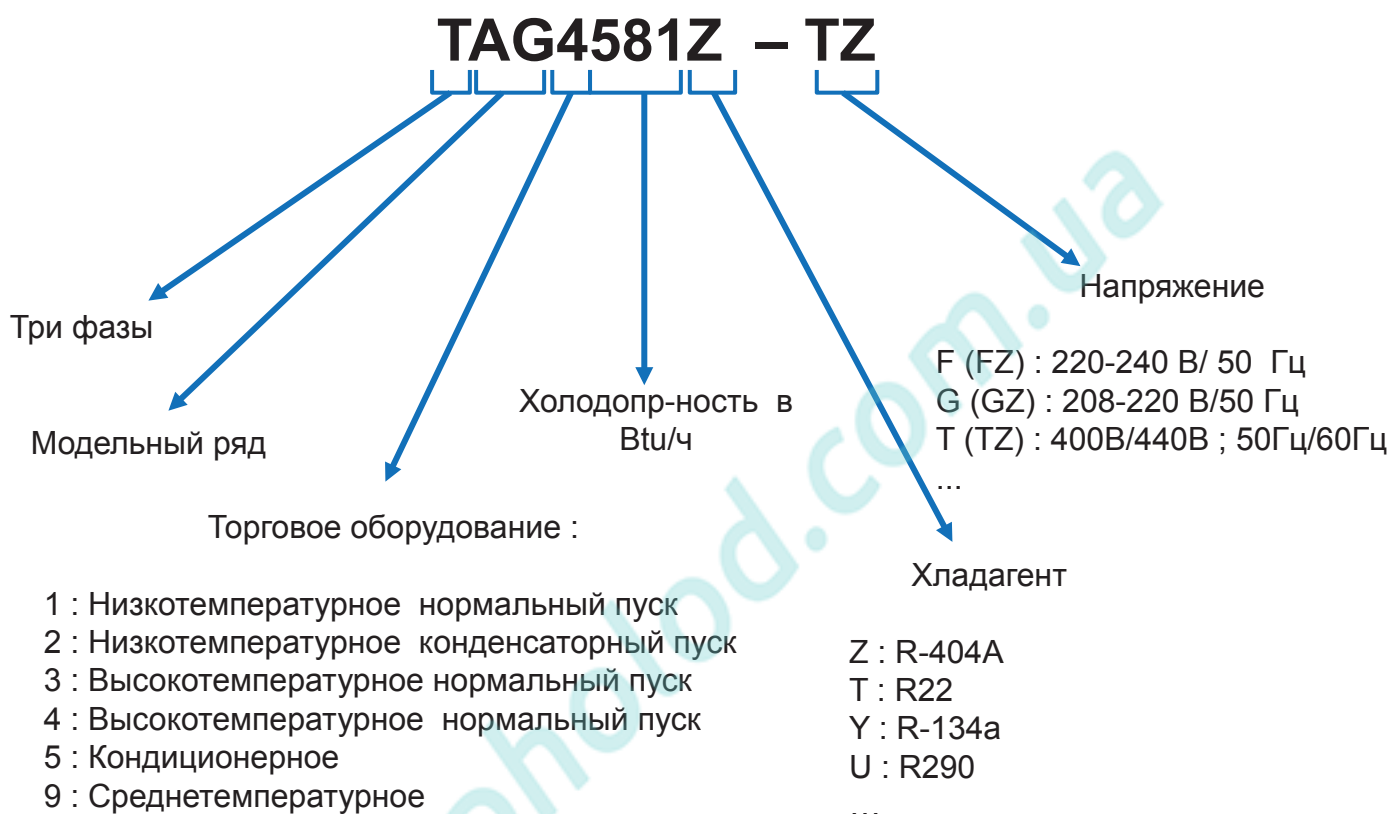 TAG4581Z – TZ
Три фазы
Модельный ряд
Торговое оборудование :
1 : Низкотемпературное нормальный пуск
2 : Низкотемпературное конденсаторный пуск
3 : Высокотемпературное нормальный пуск
4 : Высокотемпературное нормальный пуск
5 : Кондиционерное
9 : Среднетемпературное
Холодопр-ность в
Btu/ч
Напряжение
F (FZ) : 220-240 В/ 50 Гц
G (GZ) : 208-220 В/50 Гц
T (TZ) : 400В/440В ; 50Гц/60Гц
...
Хладагент
Z : R-404A
T : R22
Y : R-134a
U : R290
...
oholod.com.ua